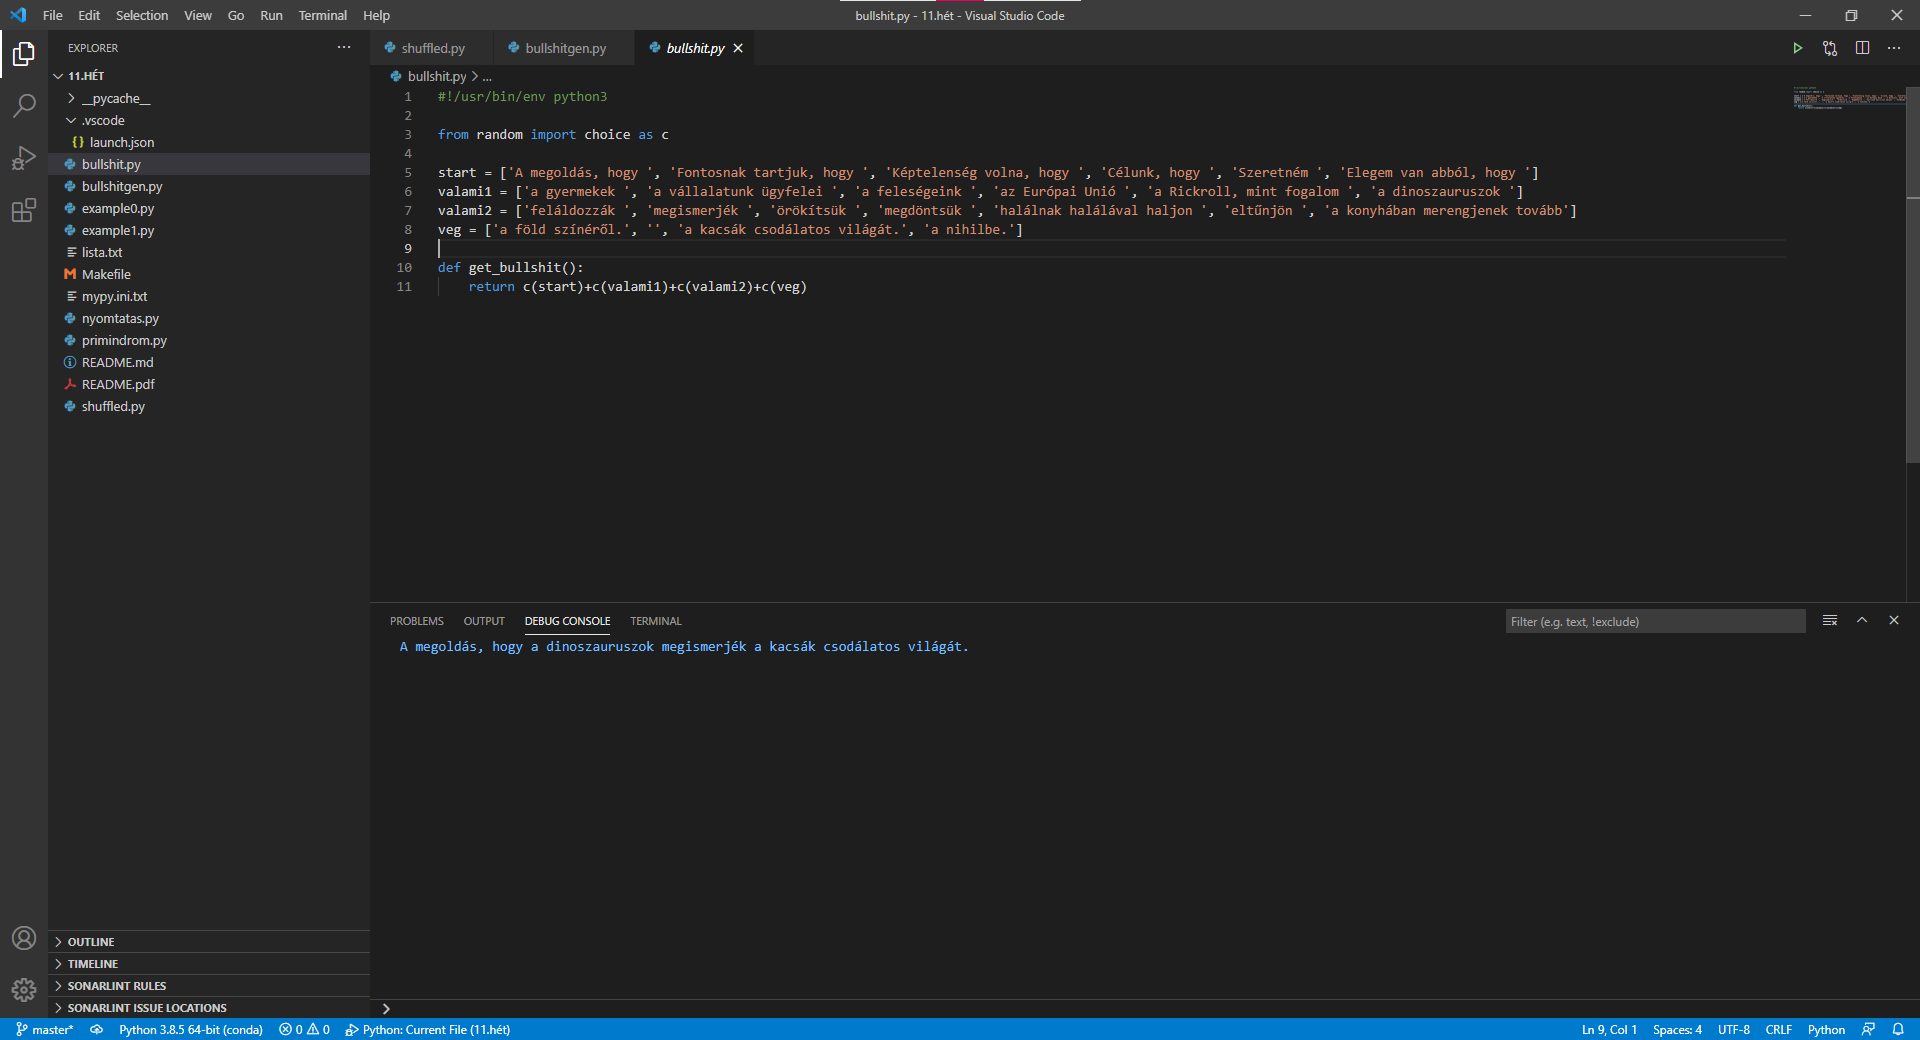 File Edit Selection View Go Run Terminal Help
bullshit.py - 11.hét - Visual Studio Code
EXPLORER
11.HÉT
__pycache__
.vscode
launch.json
bullshit.py
bullshitgen.py
example0.py
example1.py
lista.txt
Makefile
mypy.ini.txt
nyomtatas.py
primindrom.py
README.md
README.pdf
shuffled.py
OUTLINE
TIMELINE
SONARLINT RULES
SONARLINT ISSUE LOCATIONS
shuffled.py bullshitgen.py bullshit.py
bullshit.py > ...
1 #!/usr/bin/env python3
2
3 from random import choice as c
4
5 start = ['A megoldás, hogy ', 'Fontosnak tartjuk, hogy ', 'Képtelenség volna, hogy ', 'Célunk, hogy ', 'Szeretném ', 'Elegem van abból, hogy ']
6 valami1 = ['a gyermekek ', 'a vállalatunk ügyfelei ', 'a feleségeink ', 'az Európai Unió ', 'a Rickroll, mint fogalom ', 'a dinoszauruszok ']
7 valami2 = ['feláldozzák ', 'megismerjék ', 'örökítsük ', 'megdöntsük ', 'halálnak halálával haljon ', 'eltűnjön ', 'a konyhában merengjenek tovább']
8 veg = ['a föld színéről.', '', 'a kacsák csodálatos világát.', 'a nihilbe.']
9
10 def get_bullshit():
11 return c(start)+c(valami1)+c(valami2)+c(veg)
PROBLEMS OUTPUT DEBUG CONSOLE TERMINAL
Filter (e.g. text, !exclude)
A megoldás, hogy a dinoszauruszok megismerjék a kacsák csodálatos világát.
master* Python 3.8.5 64-bit (conda) 0 0 Python: Current File (11.hét)
Ln 9, Col 1 Spaces: 4 UTF-8 CRLF Python